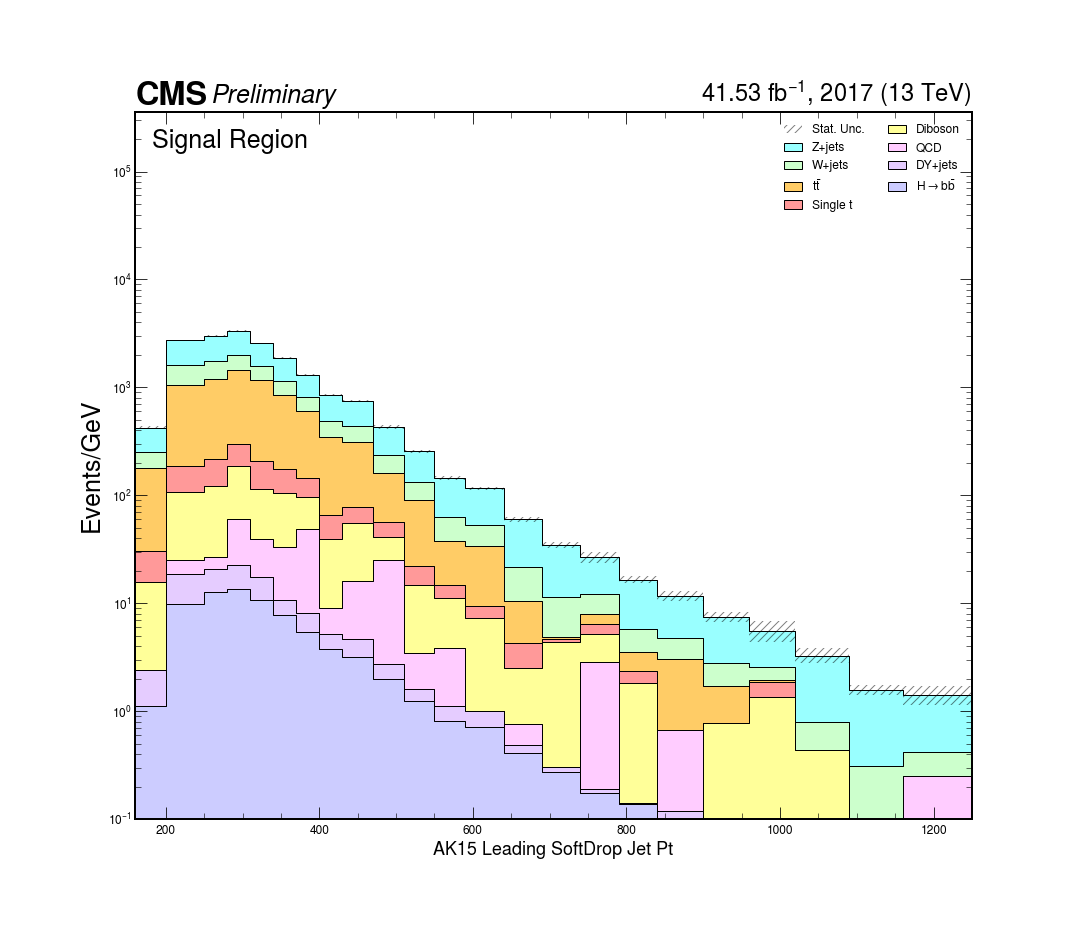 CMS Preliminary 41.53 fb⁻¹, 2017 (13 TeV)
Signal Region
Stat. Unc.
Z+jets
W+jets
tt̄
Single t
Diboson
QCD
DY+jets
H→bb̄
Events/GeV
10⁵
10⁴
10³
10²
10¹
10⁰
10⁻¹
200 400 600 800 1000 1200
AK15 Leading SoftDrop Jet Pt